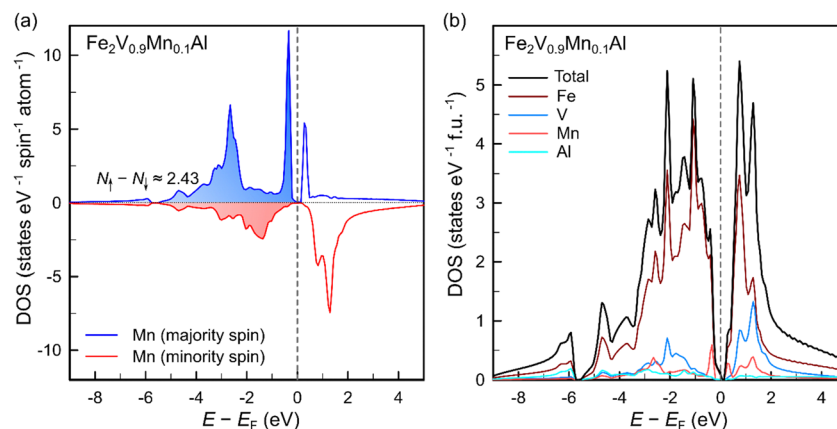 (a)
Fe₂V₀.₉Mn₀.₁Al
DOS (states eV⁻¹ spin⁻¹ atom⁻¹)
10
5
0
-5
-10
N↑ − N↓ ≈ 2.43
Mn (majority spin)
Mn (minority spin)
-8 -6 -4 -2 0 2 4
E − E_F (eV)
(b)
Fe₂V₀.₉Mn₀.₁Al
DOS (states eV⁻¹ f.u.⁻¹)
6
5
4
3
2
1
0
Total
Fe
V
Mn
Al
-8 -6 -4 -2 0 2 4
E − E_F (eV)